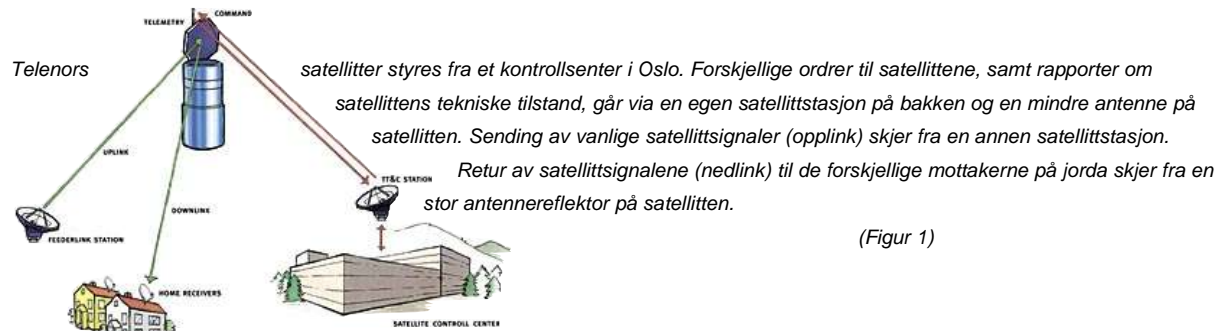 COMMAND
TELEMETRY
Telenors satellitter styres fra et kontrollsenter i Oslo. Forskjellige ordrer til satellittene, samt rapporter om
satellittens tekniske tilstand, går via en egen satellittstasjon på bakken og en mindre antenne på
satellitten. Sending av vanlige satellittsignaler (opplink) skjer fra en annen satellittstasjon.
UPLINK
Retur av satellittsignalene (nedlink) til de forskjellige mottakerne på jorda skjer fra en
TT&C STATION
stor antennereflektor på satellitten.
DOWNLINK
FEEDERLINK STATION
(Figur 1)
HOME RECEIVERS
SATELLITE CONTROLL CENTER